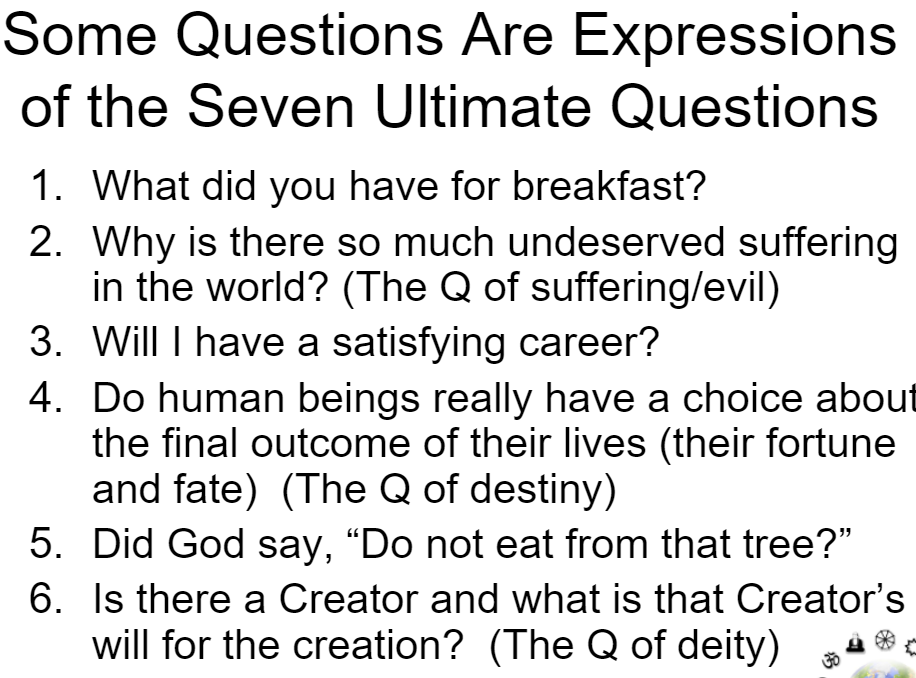 Some Questions Are Expressions
of the Seven Ultimate Questions
1. What did you have for breakfast?
2. Why is there so much undeserved suffering
in the world? (The Q of suffering/evil)
3. Will I have a satisfying career?
4. Do human beings really have a choice about
the final outcome of their lives (their fortune
and fate)  (The Q of destiny)
5. Did God say, “Do not eat from that tree?”
6. Is there a Creator and what is that Creator’s
will for the creation?  (The Q of deity)
ॐ